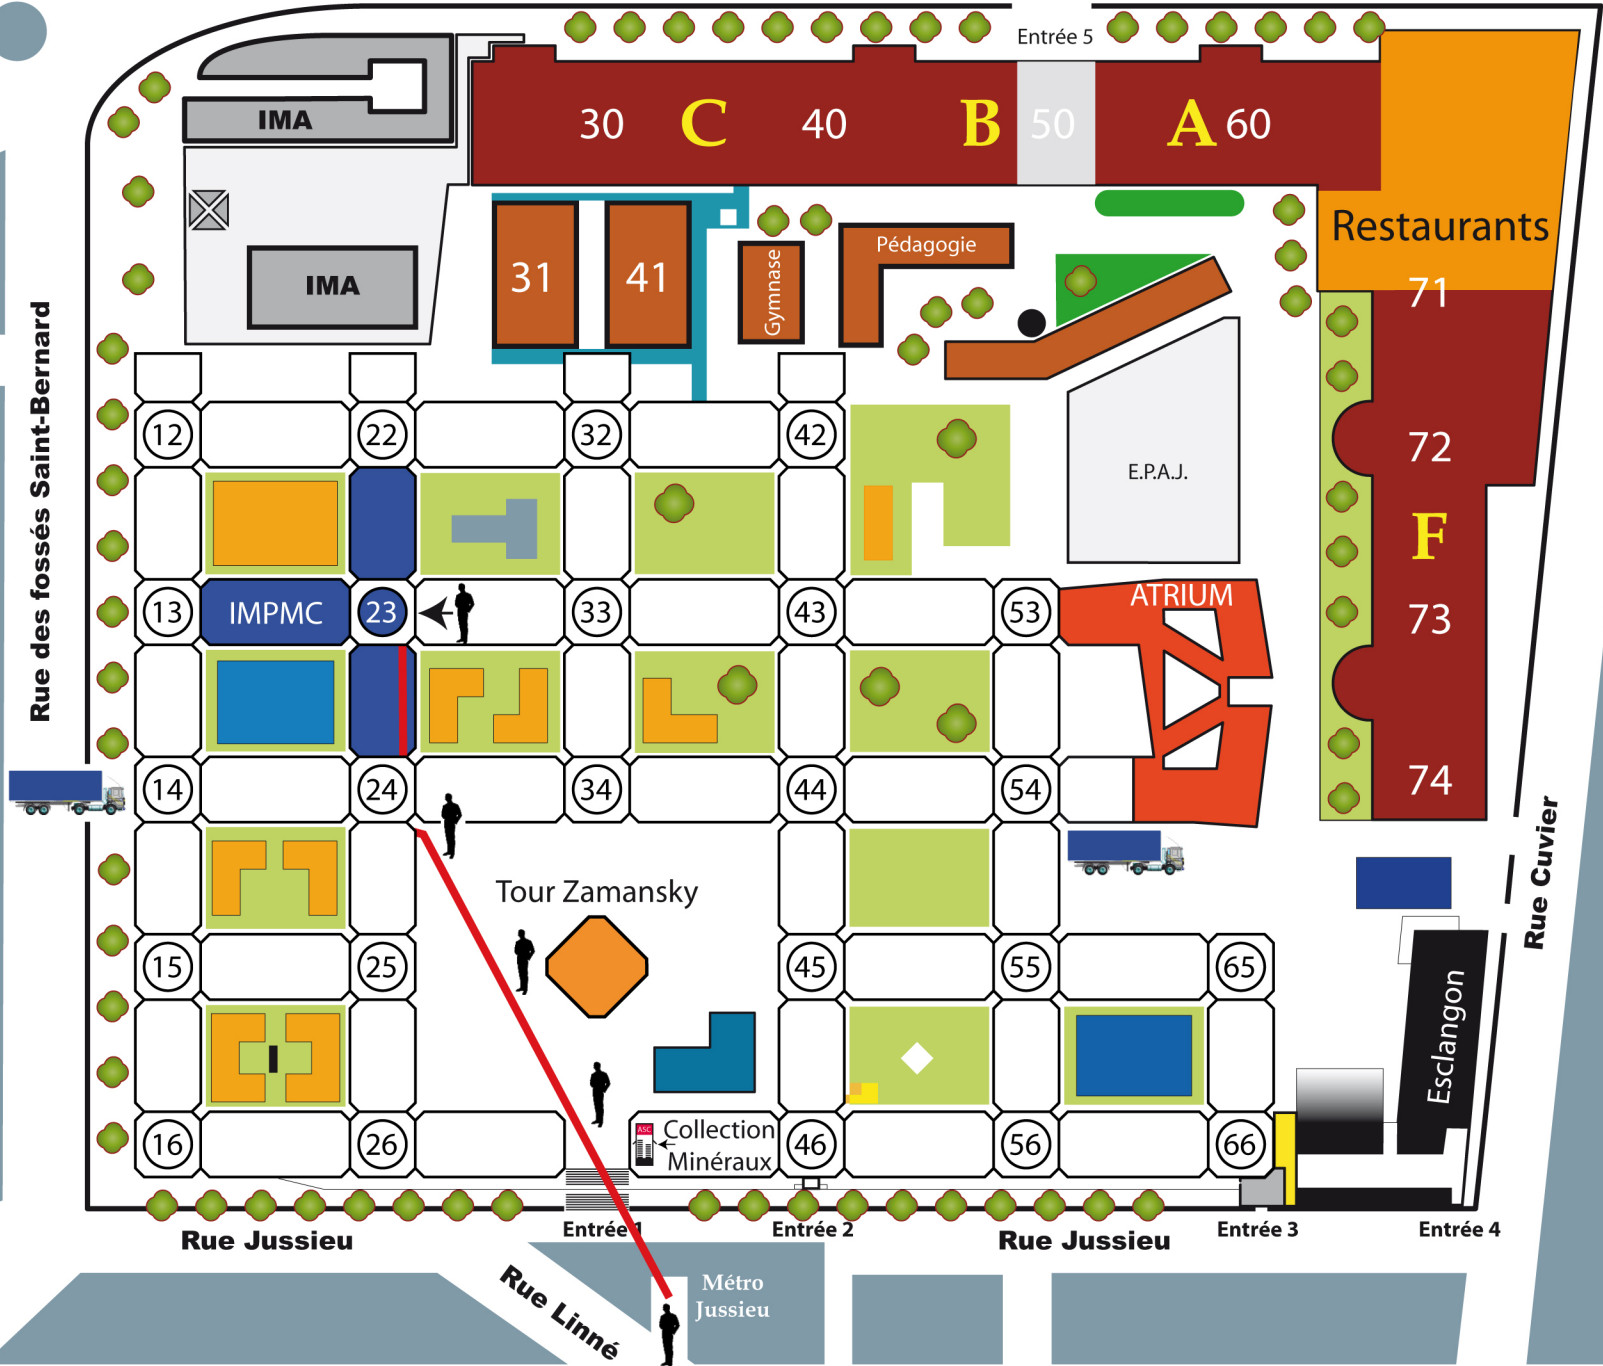 Entrée 5
IMA
30
C
40
B
50
A
60
Restaurants
IMA
31
41
Gymnase
Pédagogie
71
Rue des fossés Saint-Bernard
12
22
32
42
E.P.A.J.
72
F
13
IMPMC
23
33
43
53
ATRIUM
73
14
24
34
44
54
74
Tour Zamansky
Rue Cuvier
15
25
45
55
65
Esclangon
16
26
ASC
Collection
Minéraux
46
56
66
Entrée 1
Entrée 2
Entrée 3
Entrée 4
Rue Jussieu
Rue Jussieu
Rue Linné
Métro
Jussieu